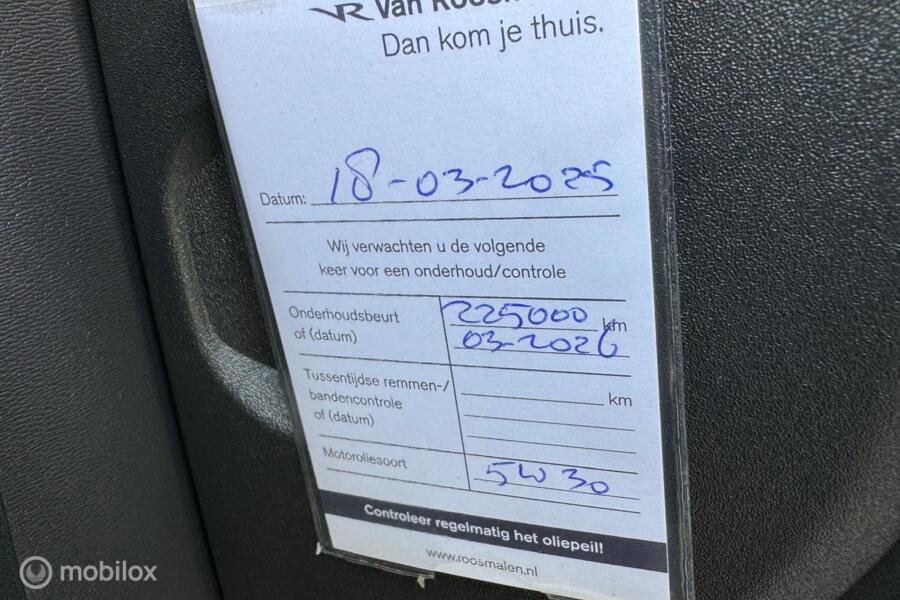 VR Van
Dan kom je thuis.
Datum: 18-03-2025
Wij verwachten u de volgende
keer voor een onderhoud/controle
Onderhoudsbeurt
of (datum)
225000 km
03-2026
Tussentijdse remmen-/
bandencontrole
of (datum)
km
Motoroliesoort
5W30
Controleer regelmatig het oliepeil!
www.roosmalen.nl
mobilox